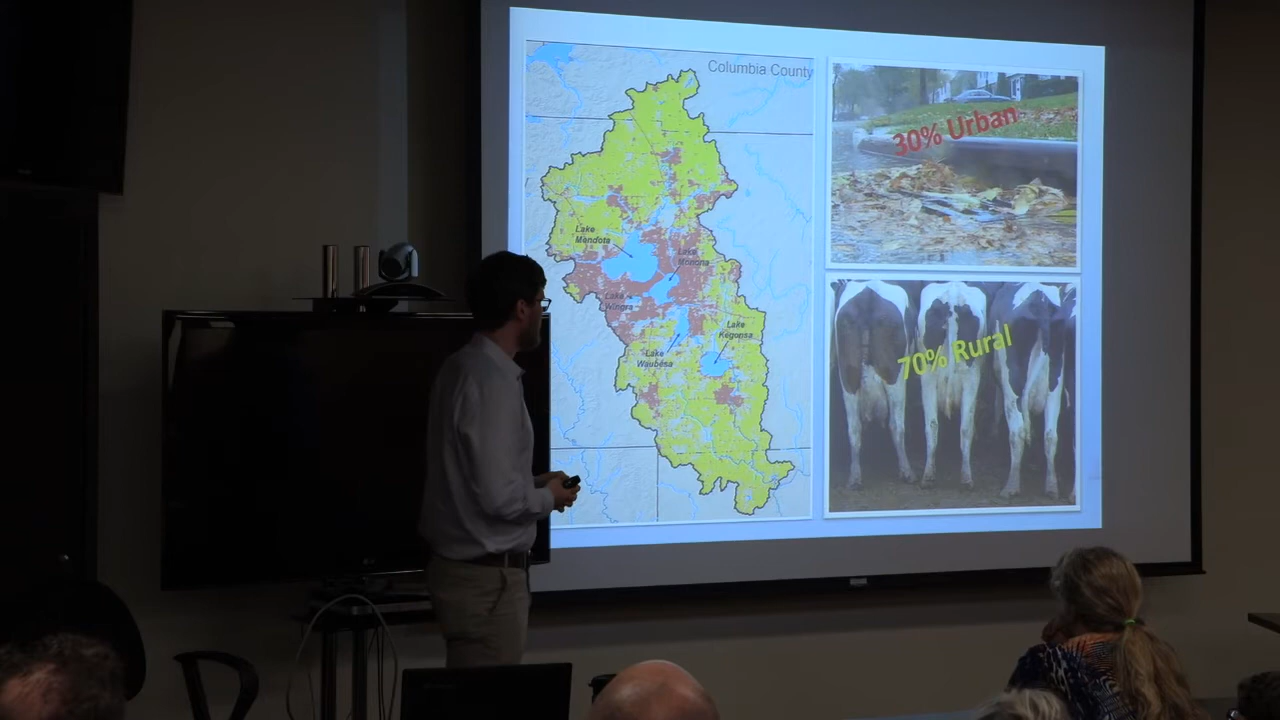 Columbia County
30% Urban
Lake
Mendota
Lake
Monona
Lake
Wingra
Lake
Kegonsa
Lake
Waubesa
70% Rural